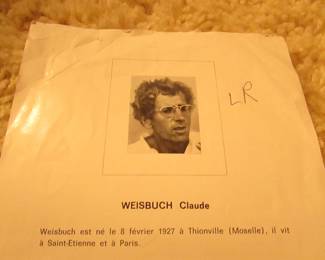 LR
WEISBUCH Claude
Weisbuch est né le 8 février 1927 à Thionville (Moselle), il vit
à Saint-Etienne et à Paris.